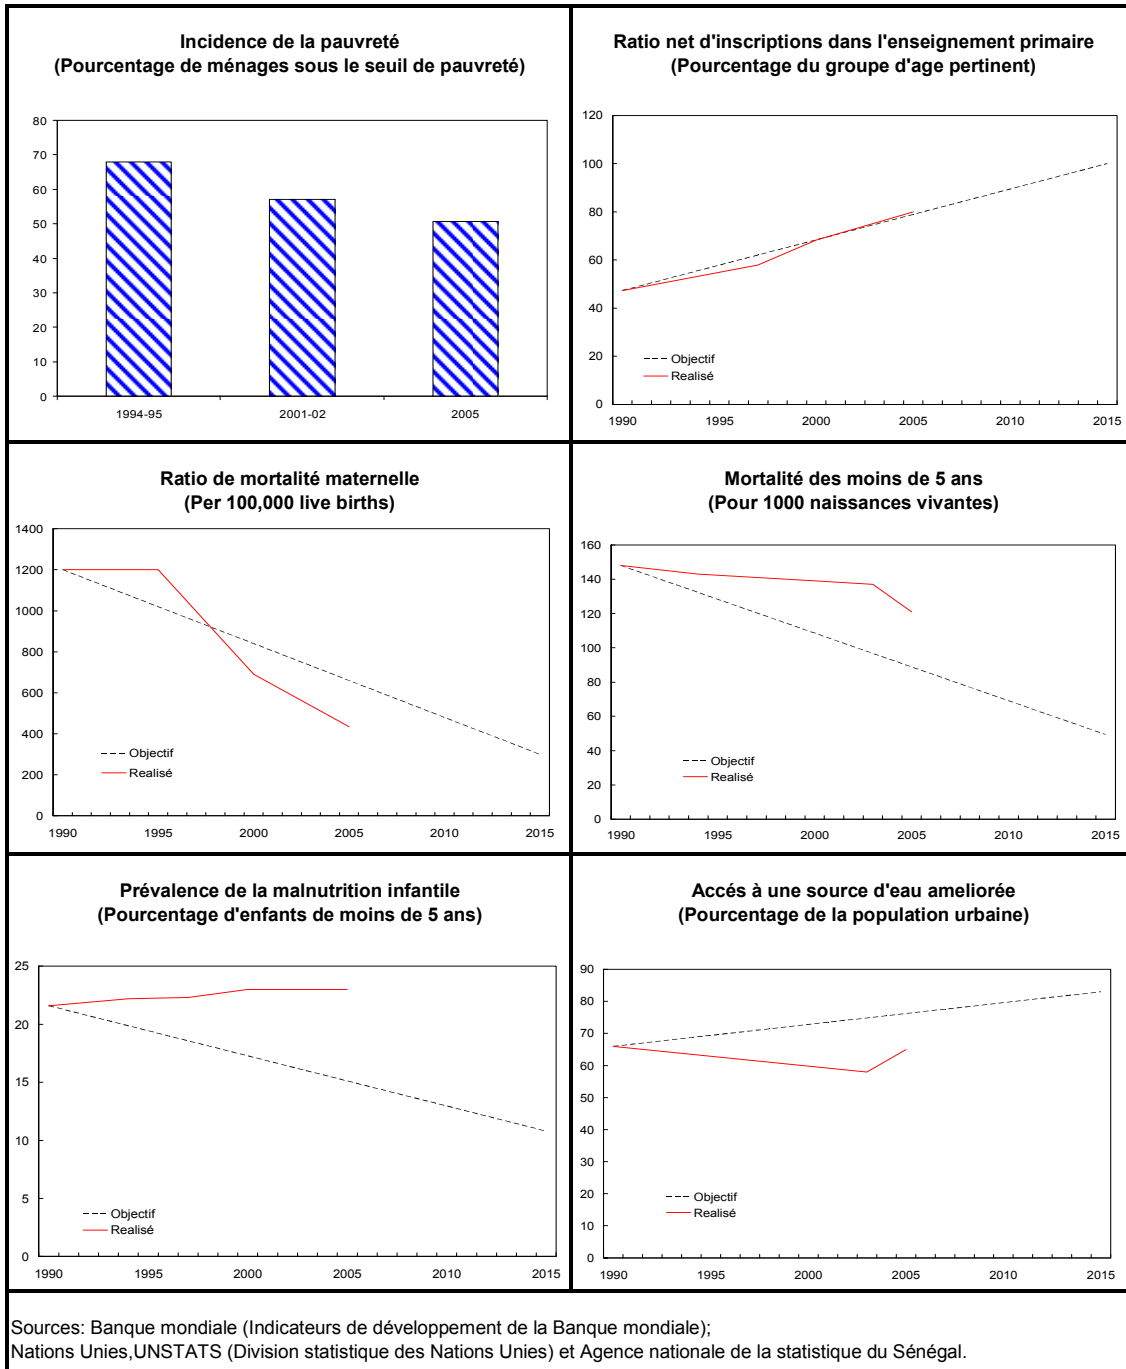 Incidence de la pauvreté
(Pourcentage de ménages sous le seuil de pauvreté)
80
70
60
50
40
30
20
10
0
1994-95 2001-02 2005
Ratio net d'inscriptions dans l'enseignement primaire
(Pourcentage du groupe d'age pertinent)
120
100
80
60
40
20
0
Objectif
Realisé
1990 1995 2000 2005 2010 2015
Ratio de mortalité maternelle
(Per 100,000 live births)
1400
1200
1000
800
600
400
200
0
Objectif
Realisé
1990 1995 2000 2005 2010 2015
Mortalité des moins de 5 ans
(Pour 1000 naissances vivantes)
160
140
120
100
80
60
40
20
0
Objectif
Realisé
1990 1995 2000 2005 2010 2015
Prévalence de la malnutrition infantile
(Pourcentage d'enfants de moins de 5 ans)
25
20
15
10
5
0
Objectif
Realisé
1990 1995 2000 2005 2010 2015
Accés à une source d'eau ameliorée
(Pourcentage de la population urbaine)
90
80
70
60
50
40
30
20
10
0
Objectif
Realisé
1990 1995 2000 2005 2010 2015
Sources: Banque mondiale (Indicateurs de développement de la Banque mondiale);
Nations Unies,UNSTATS (Division statistique des Nations Unies) et Agence nationale de la statistique du Sénégal.